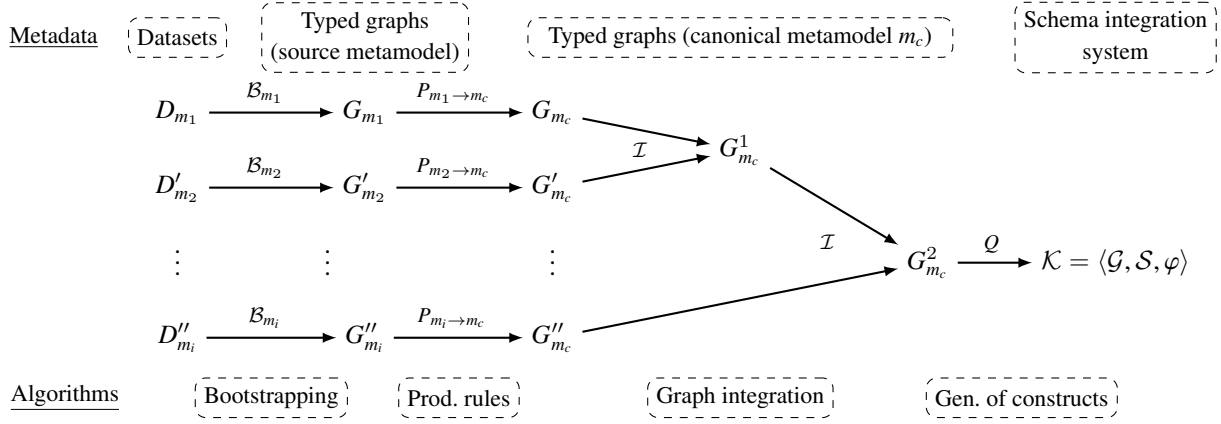 Metadata Datasets Typed graphs (source metamodel) Typed graphs (canonical metamodel m_c) Schema integration system
D_{m_1} B_{m_1} G_{m_1} P_{m_1→m_c} G_{m_c}
I G^1_{m_c}
D′_{m_2} B_{m_2} G′_{m_2} P_{m_2→m_c} G′_{m_c}
⋮ ⋮ ⋮
I G^2_{m_c} Q K = ⟨G, S, φ⟩
D″_{m_i} B_{m_i} G″_{m_i} P_{m_i→m_c} G″_{m_c}
Algorithms Bootstrapping Prod. rules Graph integration Gen. of constructs